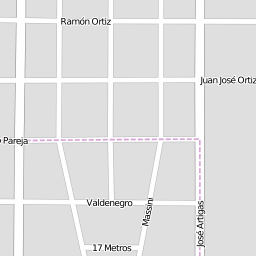 Ramón Ortiz
Juan José Ortiz
o Pareja
Valdenegro
Massini
José Artigas
17 Metros